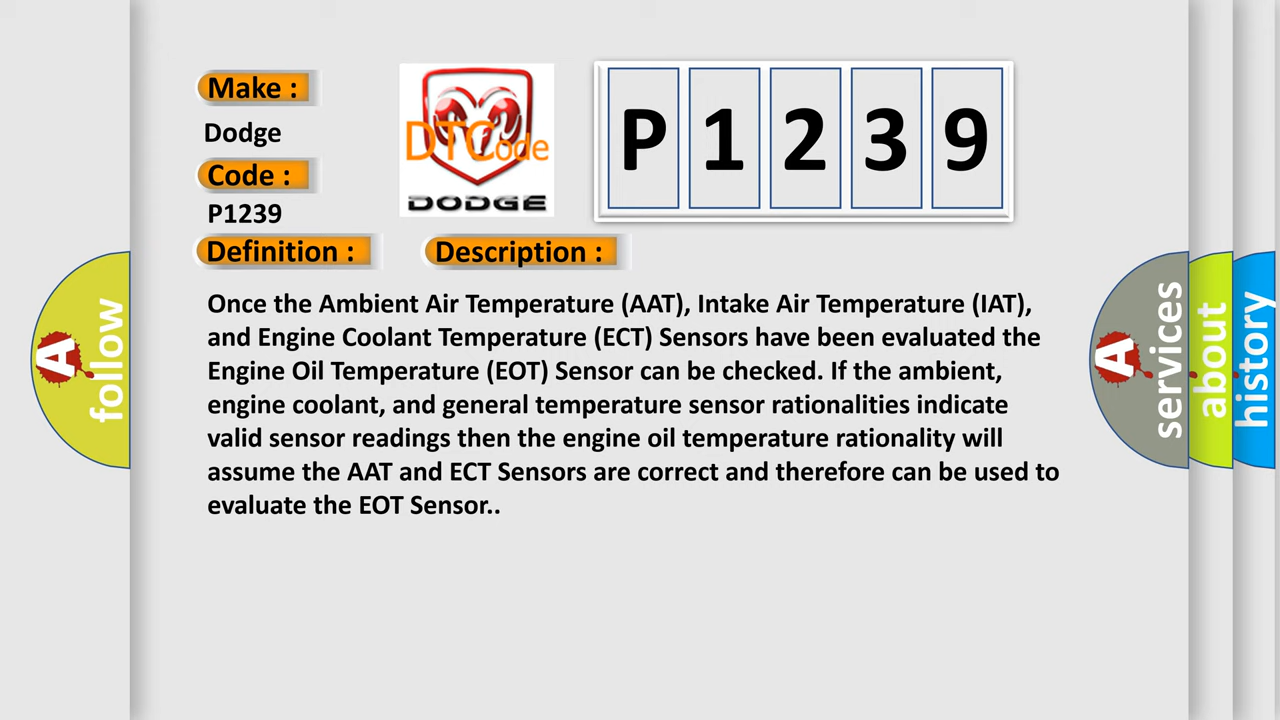 Make :
Dodge
Code :
P1239
Definition :
Description :
DTCode
DODGE
P 1 2 3 9
Once the Ambient Air Temperature (AAT), Intake Air Temperature (IAT),
and Engine Coolant Temperature (ECT) Sensors have been evaluated the
Engine Oil Temperature (EOT) Sensor can be checked. If the ambient,
engine coolant, and general temperature sensor rationalities indicate
valid sensor readings then the engine oil temperature rationality will
assume the AAT and ECT Sensors are correct and therefore can be used to
evaluate the EOT Sensor..
A
follow
A
services
about
history